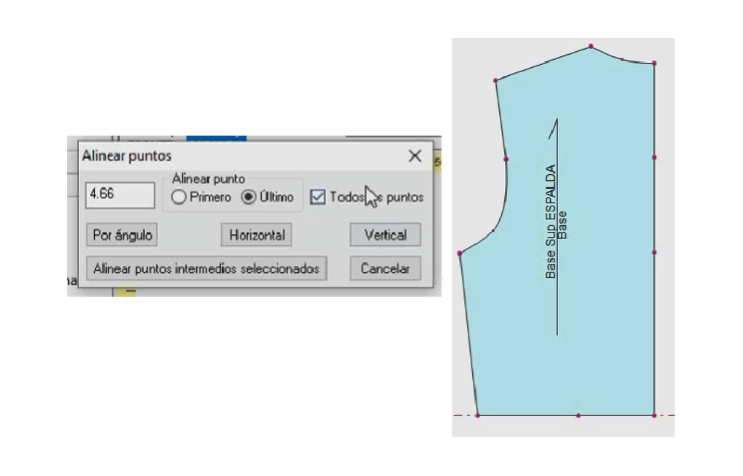 Alinear puntos
Alinear punto
4.66
Primero
Último
Todos puntos
Por ángulo
Horizontal
Vertical
Alinear puntos intermedios seleccionados
Cancelar
Base Sup ESPALDA
Base